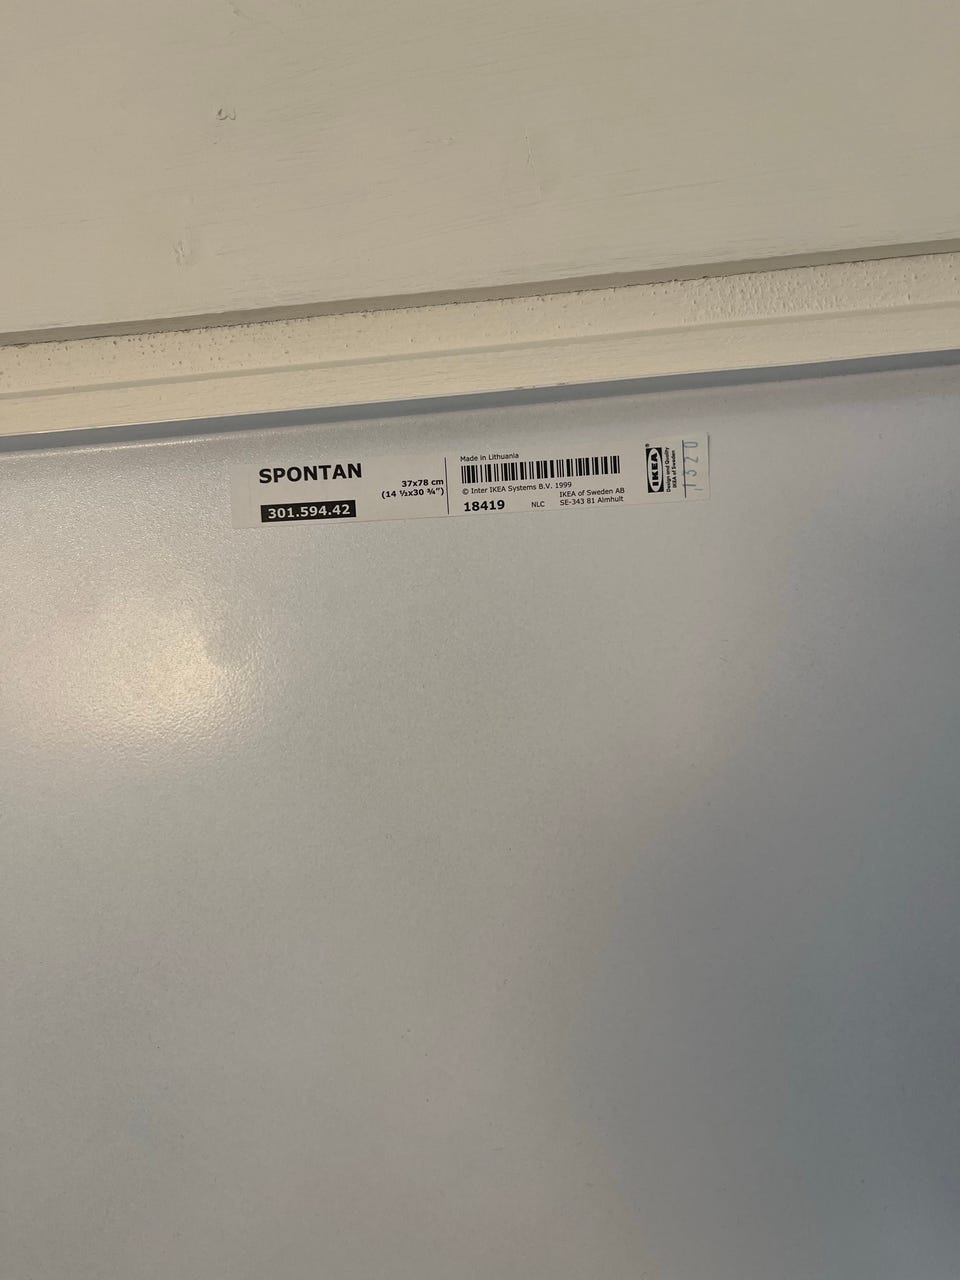 SPONTAN
37x78 cm
(14 ½x30 ¾")
301.594.42
Made in Lithuania
© Inter IKEA Systems B.V. 1999
18419
NLC
IKEA of Sweden AB
SE-343 81 Älmhult
IKEA®
Design and Quality
IKEA of Sweden
1320